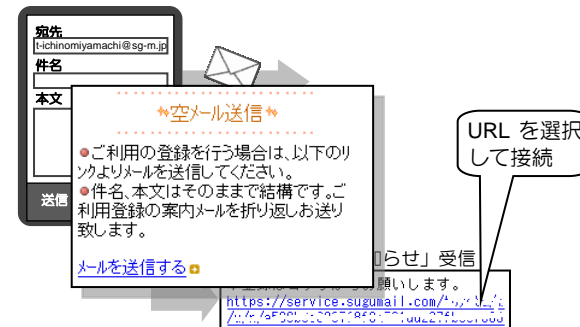 宛先
t-ichinomiyamachi@sg-m.jp
件名
本文
送信
空メール送信
●ご利用の登録を行う場合は、以下のリ
ンクよりメールを送信してください。
●件名、本文はそのままで結構です。ご
利用登録の案内メールを折り返しお送り
致します。
メールを送信する
URL を選択
して接続
らせ」受信
願いします。
https://service.sugumail.com/